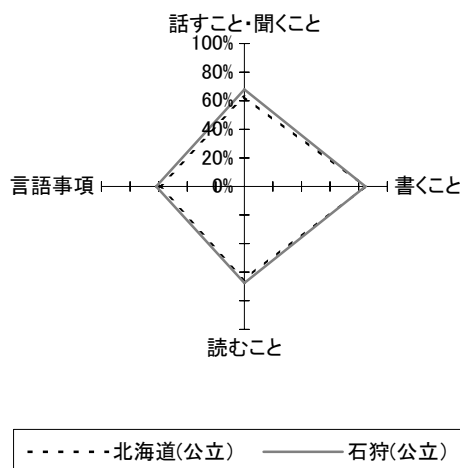 話すこと・聞くこと
100%
80%
60%
40%
20%
0%
言語事項
書くこと
読むこと
北海道(公立)
石狩(公立)